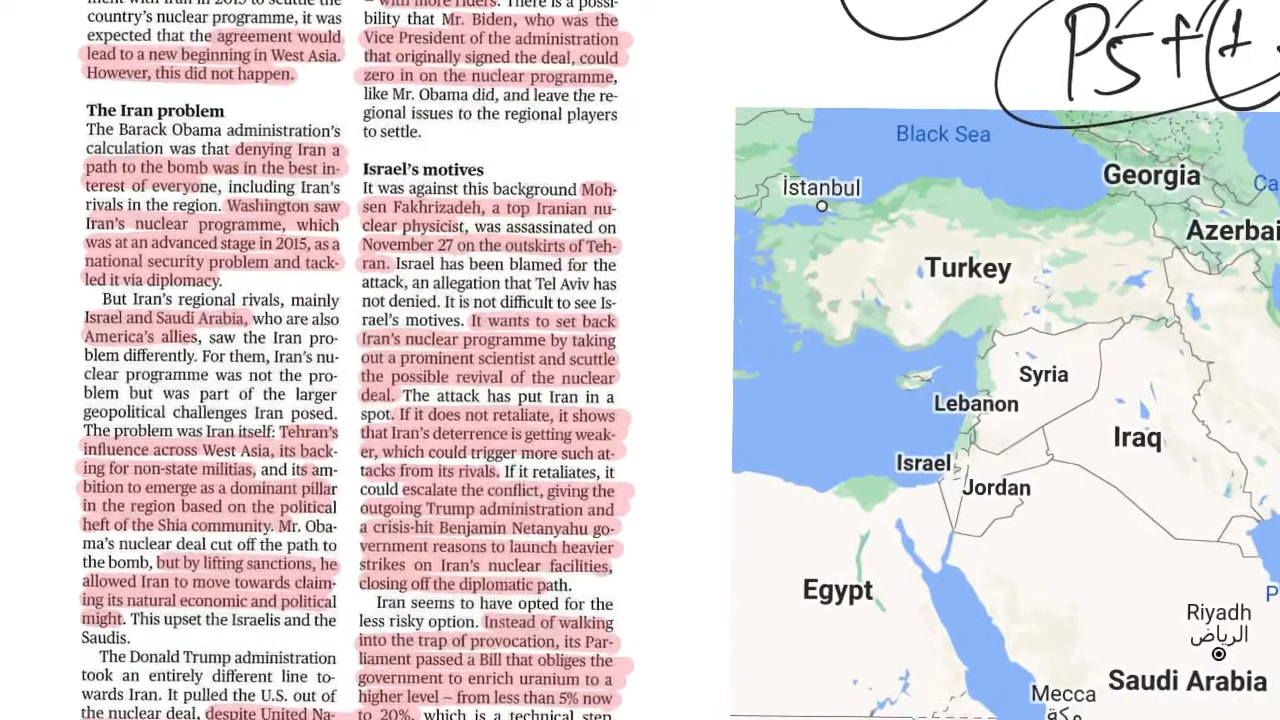 ment with Iran in 2015 to settle the
country's nuclear programme, it was
expected that the agreement would
lead to a new beginning in West Asia.
However, this did not happen.
The Iran problem
The Barack Obama administration's
calculation was that denying Iran a
path to the bomb was in the best in-
terest of everyone, including Iran's
rivals in the region. Washington saw
Iran's nuclear programme, which
was at an advanced stage in 2015, as a
national security problem and tack-
led it via diplomacy.
But Iran's regional rivals, mainly
Israel and Saudi Arabia, who are also
America's allies, saw the Iran pro-
blem differently. For them, Iran's nu-
clear programme was not the pro-
blem but was part of the larger
geopolitical challenges Iran posed.
The problem was Iran itself: Tehran's
influence across West Asia, its back-
ing for non-state militias, and its am-
bition to emerge as a dominant pillar
in the region based on the political
heft of the Shia community. Mr. Oba-
ma's nuclear deal cut off the path to
the bomb, but by lifting sanctions, he
allowed Iran to move towards claim-
ing its natural economic and political
might. This upset the Israelis and the
Saudis.
The Donald Trump administration
took an entirely different line to-
wards Iran. It pulled the U.S. out of
the nuclear deal, despite United Na-
– with more riders. There is a possi-
bility that Mr. Biden, who was the
Vice President of the administration
that originally signed the deal, could
zero in on the nuclear programme,
like Mr. Obama did, and leave the re-
gional issues to the regional players
to settle.
Israel's motives
It was against this background Moh-
sen Fakhrizadeh, a top Iranian nu-
clear physicist, was assassinated on
November 27 on the outskirts of Teh-
ran. Israel has been blamed for the
attack, an allegation that Tel Aviv has
not denied. It is not difficult to see Is-
rael's motives. It wants to set back
Iran's nuclear programme by taking
out a prominent scientist and scuttle
the possible revival of the nuclear
deal. The attack has put Iran in a
spot. If it does not retaliate, it shows
that Iran's deterrence is getting weak-
er, which could trigger more such at-
tacks from its rivals. If it retaliates, it
could escalate the conflict, giving the
outgoing Trump administration and
a crisis-hit Benjamin Netanyahu go-
vernment reasons to launch heavier
strikes on Iran's nuclear facilities,
closing off the diplomatic path.
Iran seems to have opted for the
less risky option. Instead of walking
into the trap of provocation, its Par-
liament passed a Bill that obliges the
government to enrich uranium to a
higher level – from less than 5% now
to 20%, which is a technical step
P5+1
Black Sea
İstanbul
Georgia
Ca
Azerbai
Turkey
Syria
Lebanon
Iraq
Israel
Jordan
Egypt
P
Riyadh
الرياض
Saudi Arabia
Mecca
مكة